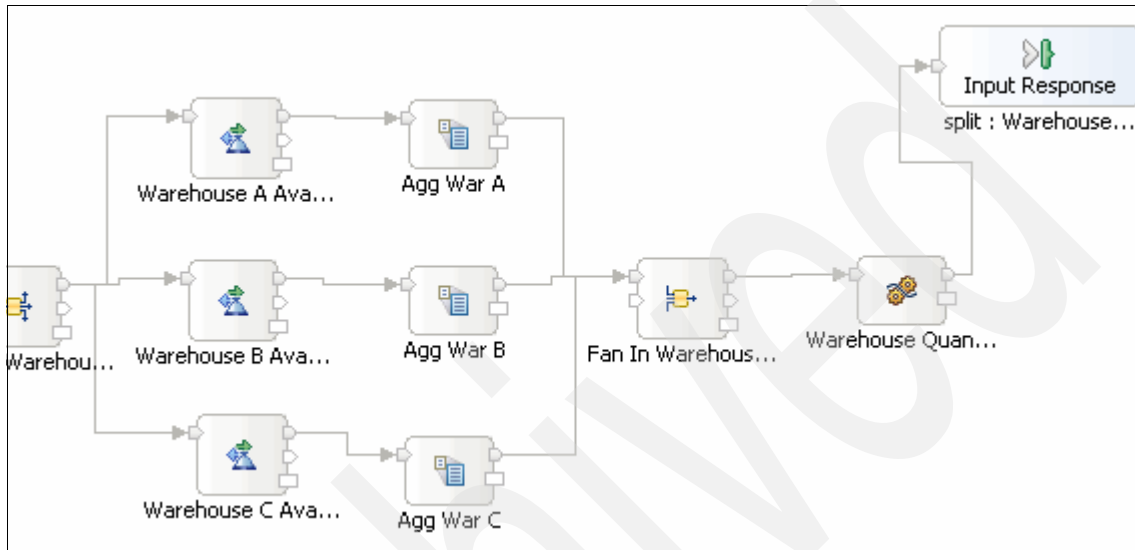 Input Response
split : Warehouse...
Warehouse A Ava...
Agg War A
Warehou...
Warehouse B Ava...
Agg War B
Fan In Warehous...
Warehouse Quan...
Warehouse C Ava...
Agg War C
hived